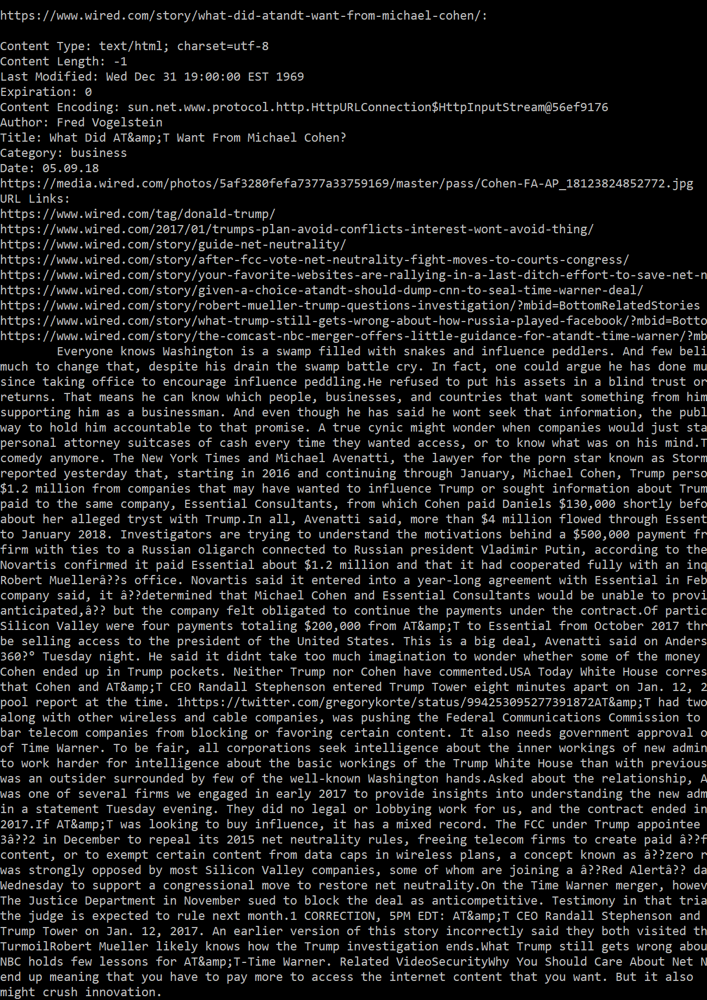 https://www.wired.com/story/what-did-atandt-want-from-michael-cohen/:
Content Type: text/html; charset=utf-8
Content Length: -1
Last Modified: Wed Dec 31 19:00:00 EST 1969
Expiration: 0
Content Encoding: sun.net.www.protocol.http.HttpURLConnection$HttpInputStream@56ef9176
Author: Fred Vogelstein
Title: What Did AT&amp;T Want From Michael Cohen?
Category: business
Date: 05.09.18
https://media.wired.com/photos/5af3280fefa7377a33759169/master/pass/Cohen-FA-AP_18123824852772.jpg
URL Links:
https://www.wired.com/tag/donald-trump/
https://www.wired.com/2017/01/trumps-plan-avoid-conflicts-interest-wont-avoid-thing/
https://www.wired.com/story/guide-net-neutrality/
https://www.wired.com/story/after-fcc-vote-net-neutrality-fight-moves-to-courts-congress/
https://www.wired.com/story/your-favorite-websites-are-rallying-in-a-last-ditch-effort-to-save-net-n
https://www.wired.com/story/given-a-choice-atandt-should-dump-cnn-to-seal-time-warner-deal/
https://www.wired.com/story/robert-mueller-trump-questions-investigation/?mbid=BottomRelatedStories
https://www.wired.com/story/what-trump-still-gets-wrong-about-how-russia-played-facebook/?mbid=Botto
https://www.wired.com/story/the-comcast-nbc-merger-offers-little-guidance-for-atandt-time-warner/?mb
Everyone knows Washington is a swamp filled with snakes and influence peddlers. And few beli
much to change that, despite his drain the swamp battle cry. In fact, one could argue he has done mu
since taking office to encourage influence peddling.He refused to put his assets in a blind trust or
returns. That means he can know which people, businesses, and countries that want something from him
supporting him as a businessman. And even though he has said he wont seek that information, the publ
way to hold him accountable to that promise. A true cynic might wonder when companies would just sta
personal attorney suitcases of cash every time they wanted access, or to know what was on his mind.T
comedy anymore. The New York Times and Michael Avenatti, the lawyer for the porn star known as Storm
reported yesterday that, starting in 2016 and continuing through January, Michael Cohen, Trump perso
$1.2 million from companies that may have wanted to influence Trump or sought information about Trum
paid to the same company, Essential Consultants, from which Cohen paid Daniels $130,000 shortly befo
about her alleged tryst with Trump.In all, Avenatti said, more than $4 million flowed through Essent
to January 2018. Investigators are trying to understand the motivations behind a $500,000 payment fr
firm with ties to a Russian oligarch connected to Russian president Vladimir Putin, according to the
Novartis confirmed it paid Essential about $1.2 million and that it had cooperated fully with an inq
Robert Muellerâ??s office. Novartis said it entered into a year-long agreement with Essential in Feb
company said, it â??determined that Michael Cohen and Essential Consultants would be unable to provi
anticipated,â?? but the company felt obligated to continue the payments under the contract.Of partic
Silicon Valley were four payments totaling $200,000 from AT&amp;T to Essential from October 2017 thr
be selling access to the president of the United States. This is a big deal, Avenatti said on Anders
360?° Tuesday night. He said it didnt take too much imagination to wonder whether some of the money
Cohen ended up in Trump pockets. Neither Trump nor Cohen have commented.USA Today White House corres
that Cohen and AT&amp;T CEO Randall Stephenson entered Trump Tower eight minutes apart on Jan. 12, 2
pool report at the time. 1https://twitter.com/gregorykorte/status/994253095277391872AT&amp;T had two
along with other wireless and cable companies, was pushing the Federal Communications Commission to
bar telecom companies from blocking or favoring certain content. It also needs government approval o
of Time Warner. To be fair, all corporations seek intelligence about the inner workings of new admin
to work harder for intelligence about the basic workings of the Trump White House than with previous
was an outsider surrounded by few of the well-known Washington hands.Asked about the relationship, A
was one of several firms we engaged in early 2017 to provide insights into understanding the new adm
in a statement Tuesday evening. They did no legal or lobbying work for us, and the contract ended in
2017.If AT&amp;T was looking to buy influence, it has a mixed record. The FCC under Trump appointee
3â??2 in December to repeal its 2015 net neutrality rules, freeing telecom firms to create paid â??f
content, or to exempt certain content from data caps in wireless plans, a concept known as â??zero r
was strongly opposed by most Silicon Valley companies, some of whom are joining a â??Red Alertâ?? da
Wednesday to support a congressional move to restore net neutrality.On the Time Warner merger, howev
The Justice Department in November sued to block the deal as anticompetitive. Testimony in that tria
the judge is expected to rule next month.1 CORRECTION, 5PM EDT: AT&amp;T CEO Randall Stephenson and
Trump Tower on Jan. 12, 2017. An earlier version of this story incorrectly said they both visited th
TurmoilRobert Mueller likely knows how the Trump investigation ends.What Trump still gets wrong abou
NBC holds few lessons for AT&amp;T-Time Warner. Related VideoSecurityWhy You Should Care About Net N
end up meaning that you have to pay more to access the internet content that you want. But it also
might crush innovation.